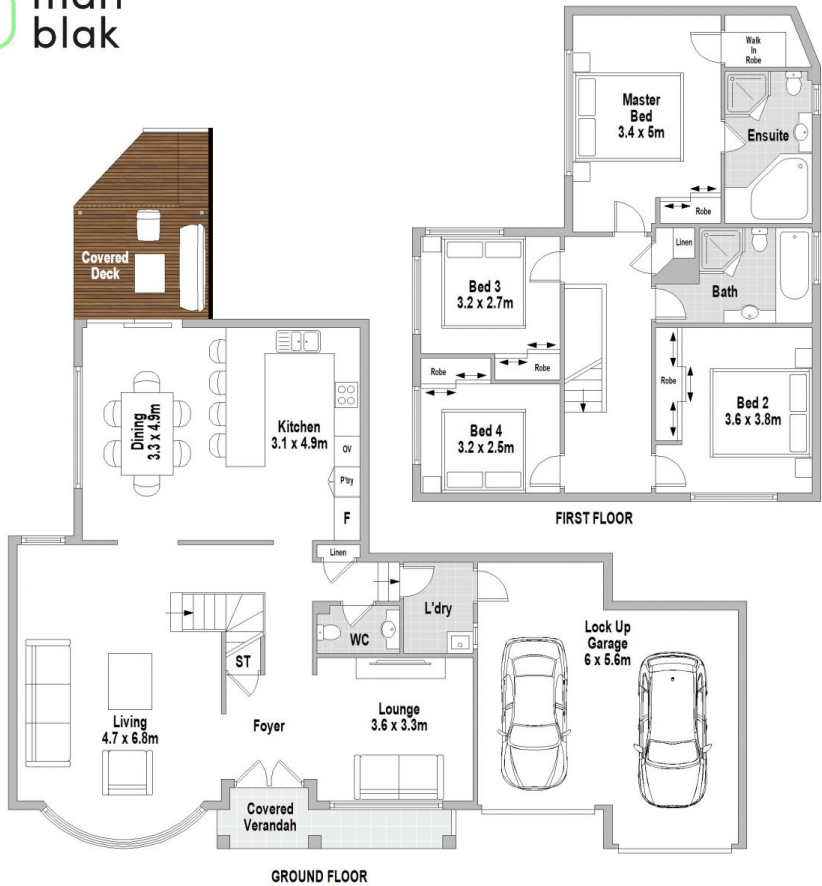 blak
Walk
In
Robe
Master
Bed
3.4 x 5m
Ensuite
Robe
Linen
Bath
Bed 3
3.2 x 2.7m
Robe
Robe
Bed 4
3.2 x 2.5m
Robe
Bed 2
3.6 x 3.8m
FIRST FLOOR
Covered
Deck
Dining
3.3 x 4.9m
Kitchen
3.1 x 4.9m
OV
P'try
F
Linen
WC
L'dry
ST
Living
4.7 x 6.8m
Foyer
Lounge
3.6 x 3.3m
Lock Up
Garage
6 x 5.6m
Covered
Verandah
GROUND FLOOR